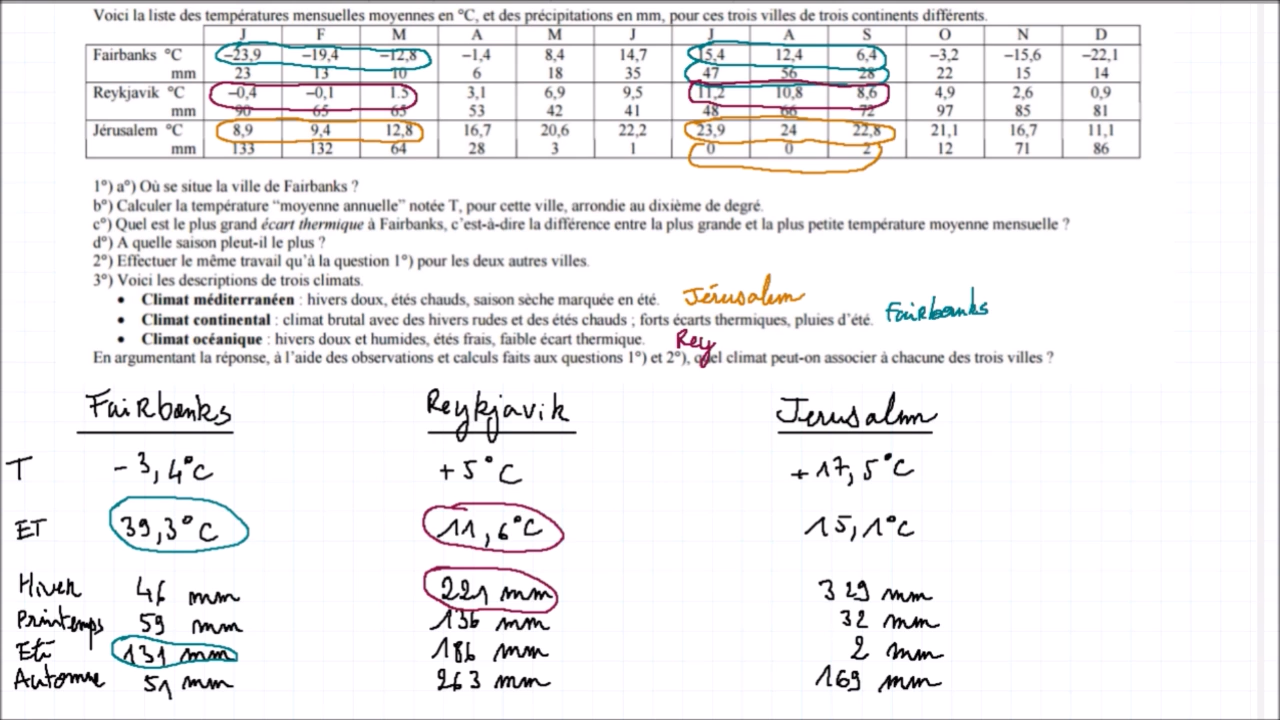 Voici la liste des températures mensuelles moyennes en °C, et des précipitations en mm, pour ces trois villes de trois continents différents.
J F M A M J J A S O N D
Fairbanks °C −23,9 −19,4 −12,8 −1,4 8,4 14,7 15,4 12,4 6,4 −3,2 −15,6 −22,1
mm 23 13 10 6 18 35 47 56 28 22 15 14
Reykjavik °C −0,4 −0,1 1.5 3,1 6,9 9,5 11,2 10,8 8,6 4,9 2,6 0,9
mm 90 65 65 53 42 41 48 66 72 97 85 81
Jérusalem °C 8,9 9,4 12,8 16,7 20,6 22,2 23,9 24 22,8 21,1 16,7 11,1
mm 133 132 64 28 3 1 0 0 2 12 71 86
1°) a°) Où se situe la ville de Fairbanks ?
b°) Calculer la température “moyenne annuelle” notée T, pour cette ville, arrondie au dixième de degré.
c°) Quel est le plus grand écart thermique à Fairbanks, c’est-à-dire la différence entre la plus grande et la plus petite température moyenne mensuelle ?
d°) A quelle saison pleut-il le plus ?
2°) Effectuer le même travail qu’à la question 1°) pour les deux autres villes.
3°) Voici les descriptions de trois climats.
• Climat méditerranéen : hivers doux, étés chauds, saison sèche marquée en été. Jérusalem
• Climat continental : climat brutal avec des hivers rudes et des étés chauds ; forts écarts thermiques, pluies d’été. Fairbanks
• Climat océanique : hivers doux et humides, étés frais, faible écart thermique. Rey
En argumentant la réponse, à l’aide des observations et calculs faits aux questions 1°) et 2°), quel climat peut-on associer à chacune des trois villes ?
Fairbanks Reykjavik Jerusalem
T −3,4°C +5°C +17,5°C
ET 39,3°C 11,6°C 15,1°C
Hiver 46 mm 221 mm 329 mm
Printemps 59 mm 136 mm 32 mm
Eté 131 mm 186 mm 2 mm
Automne 51 mm 263 mm 169 mm